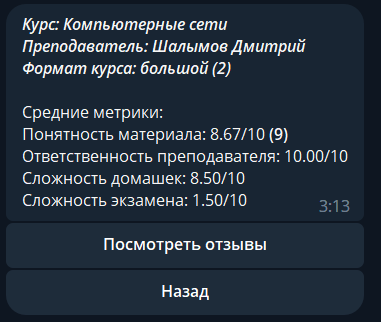 Курс: Компьютерные сети
Преподаватель: Шалымов Дмитрий
Формат курса: большой (2)
Средние метрики:
Понятность материала: 8.67/10 (9)
Ответственность преподавателя: 10.00/10
Сложность домашек: 8.50/10
Сложность экзамена: 1.50/10
3:13
Посмотреть отзывы
Назад